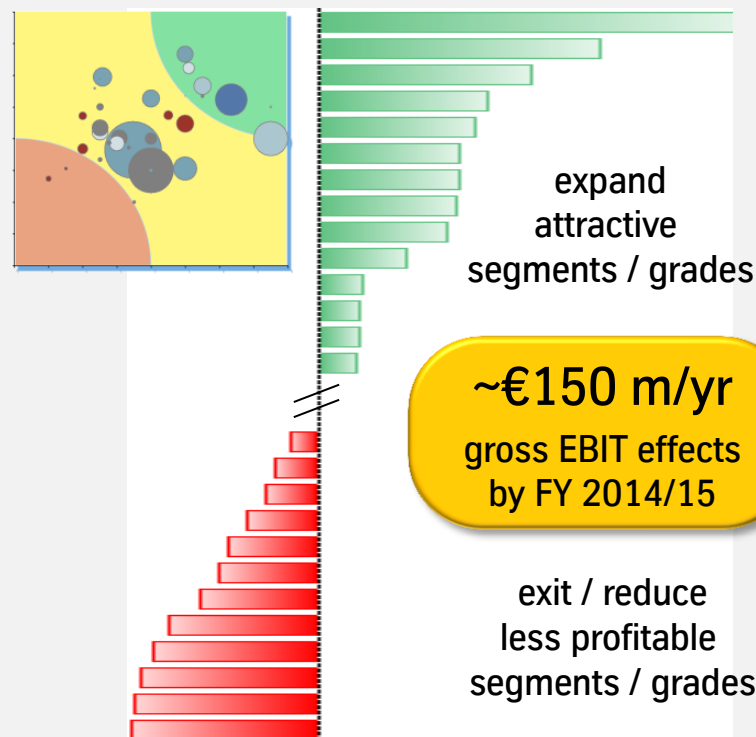 expand
attractive
segments / grades
~€150 m/yr
gross EBIT effects
by FY 2014/15
exit / reduce
less profitable
segments / grades